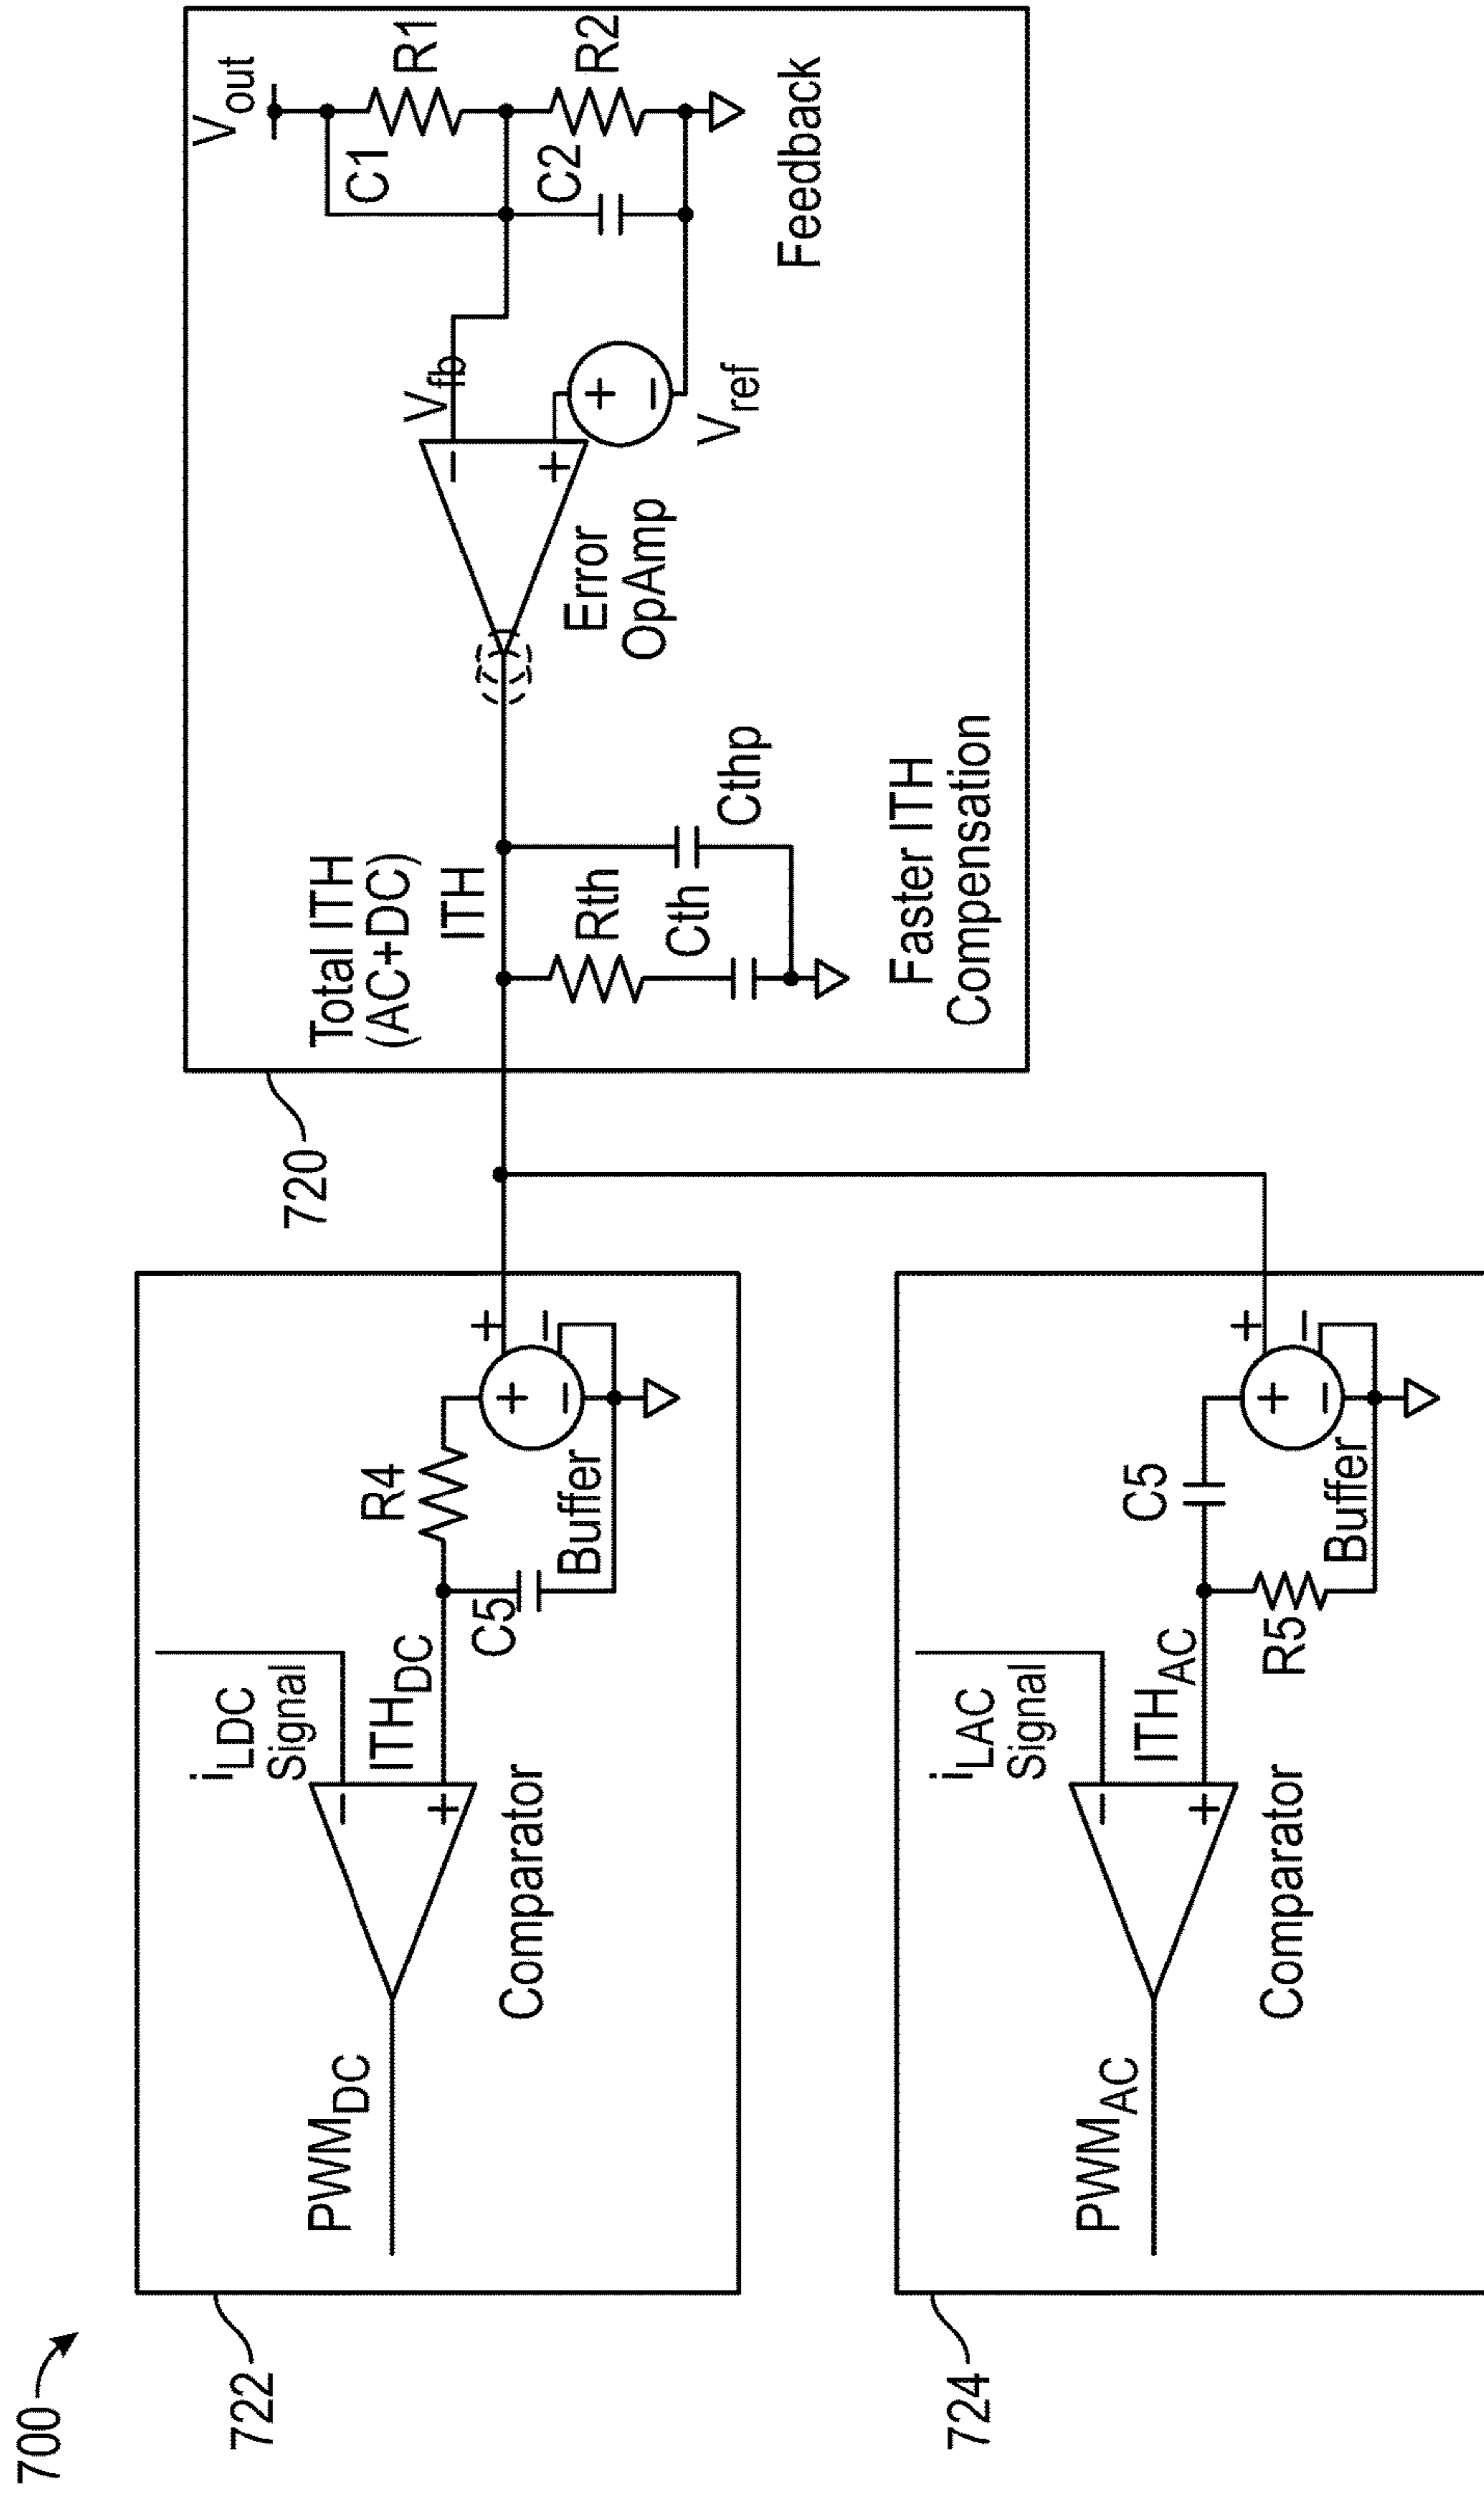 700
722
PWMDC
iLDC
Signal
ITHDC
−
+
Comparator
R4
C5
Buffer
+
−
+
−
724
PWMAC
iLAC
Signal
ITHAC
−
+
Comparator
C5
R5
Buffer
+
−
+
−
720
Total ITH
(AC+DC)
ITH
Rth
Cth
Cthp
Faster ITH
Compensation
Error
OpAmp
−
+
Vfb
+
−
Vref
Vout
C1
R1
C2
R2
Feedback